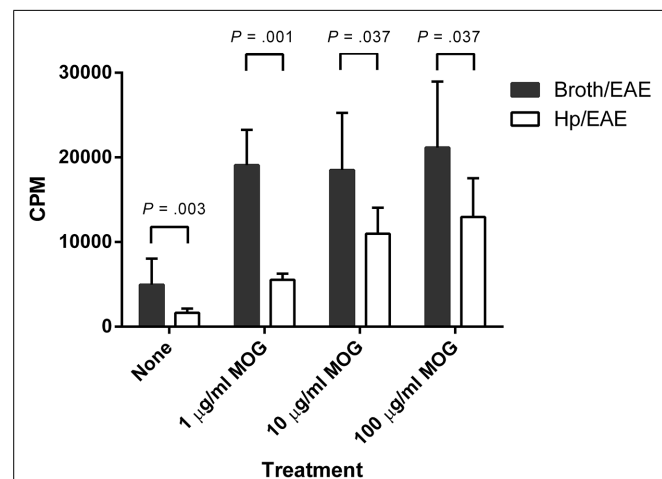 P = .001
P = .037
P = .037
30000
Broth/EAE
Hp/EAE
20000
CPM
P = .003
10000
0
None
1 µg/ml MOG
10 µg/ml MOG
100 µg/ml MOG
Treatment